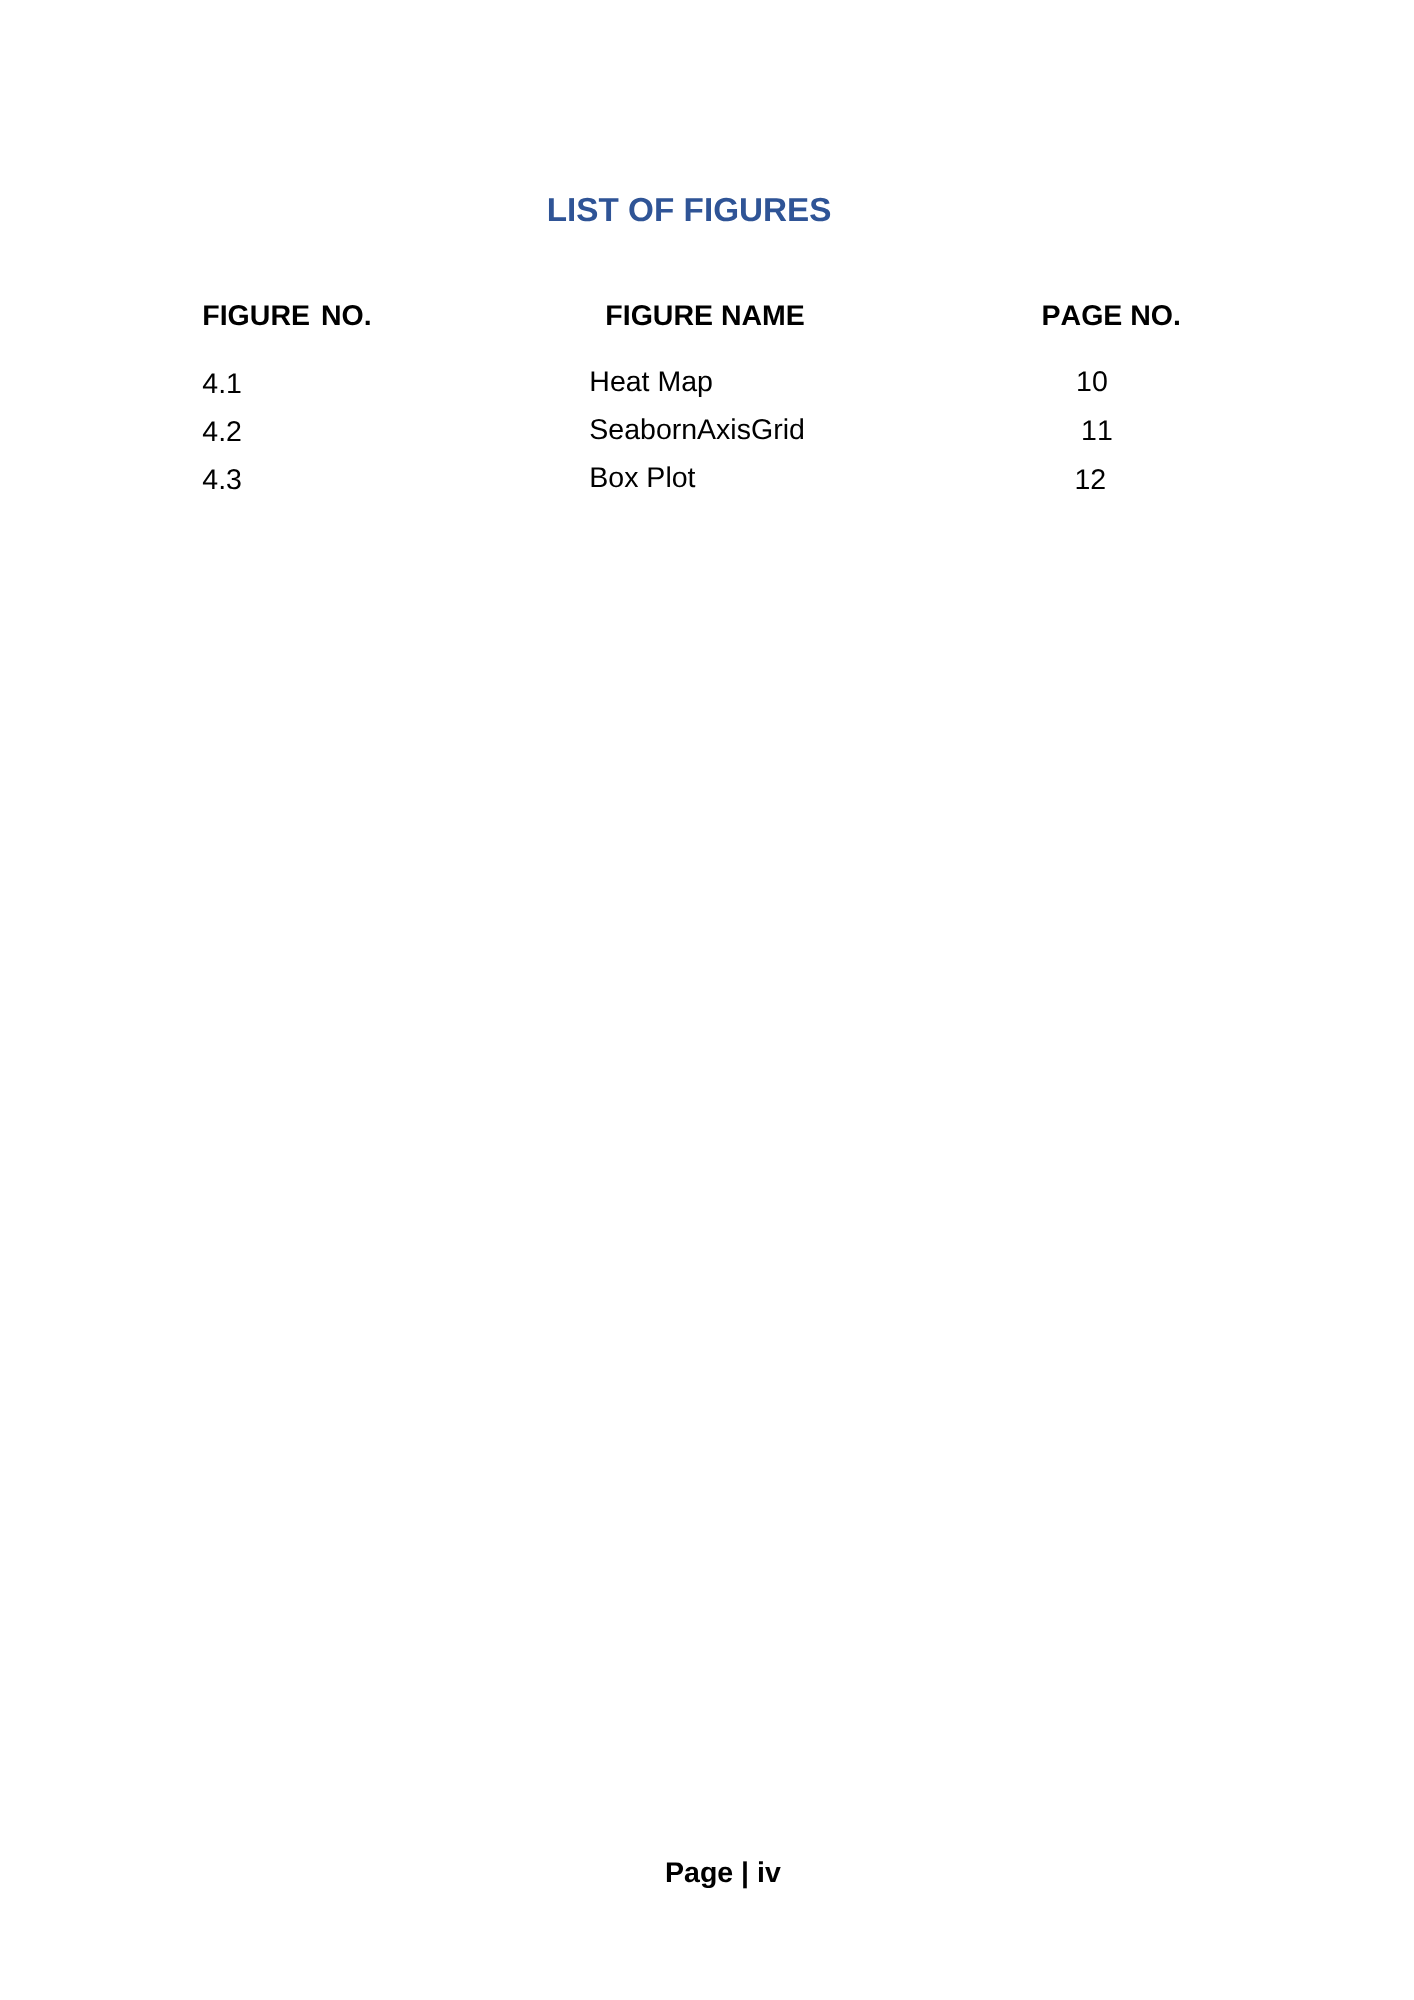 LIST OF FIGURES
FIGURE NO. FIGURE NAME PAGE NO.
4.1 Heat Map 10
4.2 SeabornAxisGrid 11
4.3 Box Plot 12
Page | iv